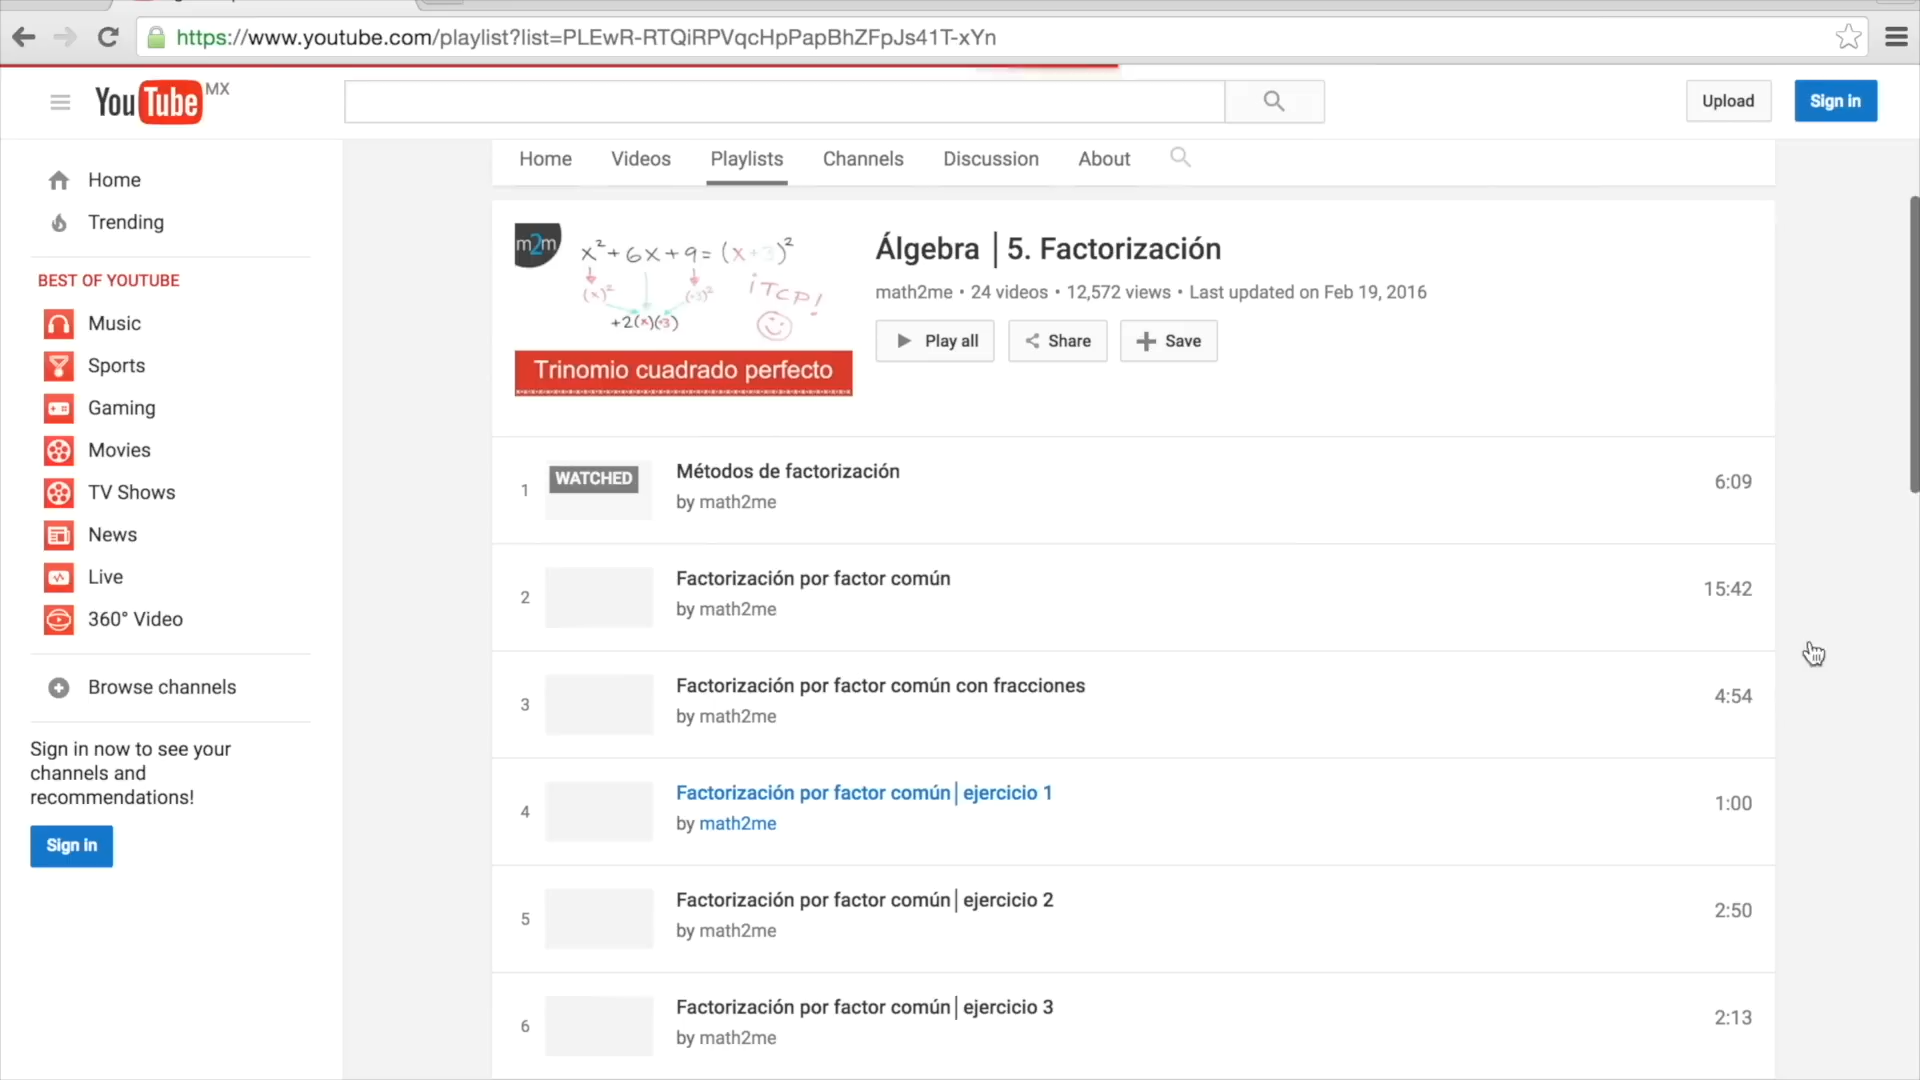 https://www.youtube.com/playlist?list=PLEwR-RTQiRPVqcHpPapBhZFpJs41T-xYn
YouTube MX
Upload
Sign in
Home
Videos
Playlists
Channels
Discussion
About
Home
Trending
BEST OF YOUTUBE
Music
Sports
Gaming
Movies
TV Shows
News
Live
360° Video
Browse channels
Sign in now to see your
channels and
recommendations!
Sign in
m2m
x²+6x+9=(x+3)²
(x)²
(+3)²
+2(x)(+3)
¡TCP!
Trinomio cuadrado perfecto
Álgebra | 5. Factorización
math2me • 24 videos • 12,572 views • Last updated on Feb 19, 2016
Play all
Share
Save
1
WATCHED
Métodos de factorización
by math2me
6:09
2
Factorización por factor común
by math2me
15:42
3
Factorización por factor común con fracciones
by math2me
4:54
4
Factorización por factor común| ejercicio 1
by math2me
1:00
5
Factorización por factor común| ejercicio 2
by math2me
2:50
6
Factorización por factor común| ejercicio 3
by math2me
2:13